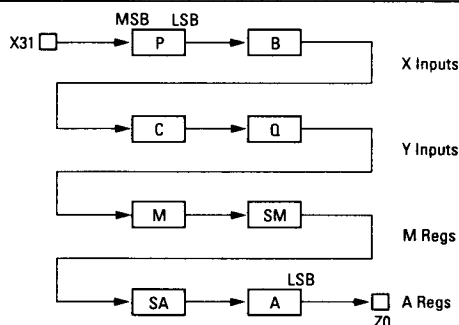 MSB LSB
X31 P B
X Inputs
C Q
Y Inputs
M SM
M Regs
LSB
SA A A Regs
Z0